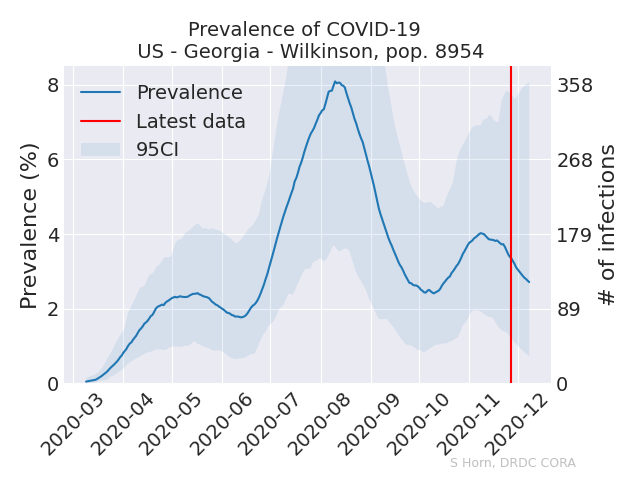 Prevalence of COVID-19
US - Georgia - Wilkinson, pop. 8954
Prevalence
Latest data
95CI
Prevalence (%)
8
6
4
2
0
358
268
179
89
0
# of infections
2020-03
2020-04
2020-05
2020-06
2020-07
2020-08
2020-09
2020-10
2020-11
2020-12
S Horn, DRDC CORA